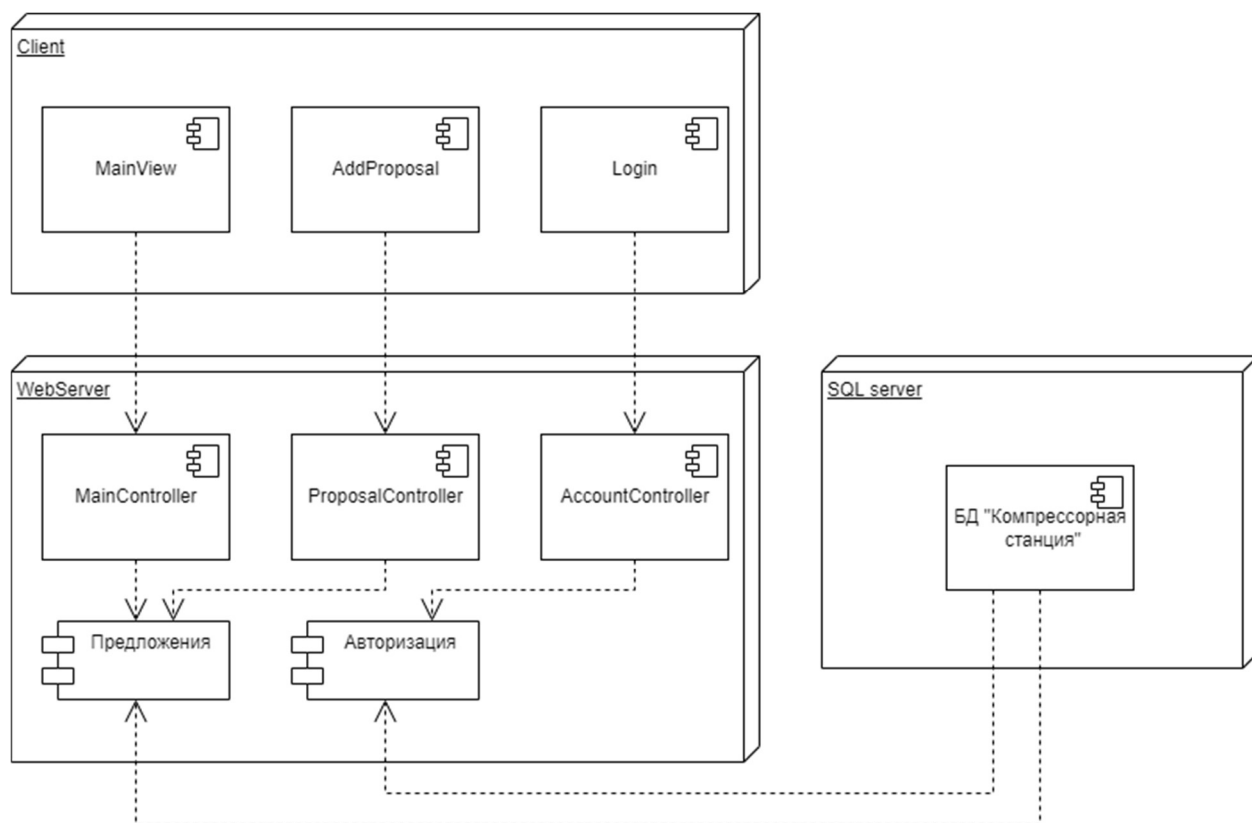 Client
MainView
AddProposal
Login
WebServer
MainController
ProposalController
AccountController
Предложения
Авторизация
SQL server
БД "Компрессорная
станция"